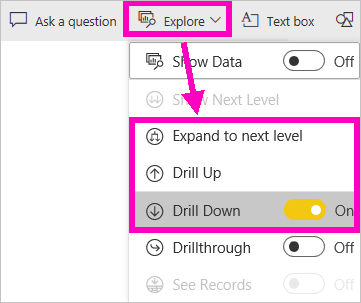 Ask a question Explore Text box
Show Data Off
Show Next Level
Expand to next level
Drill Up
Drill Down On
Drillthrough Off
See Records Off